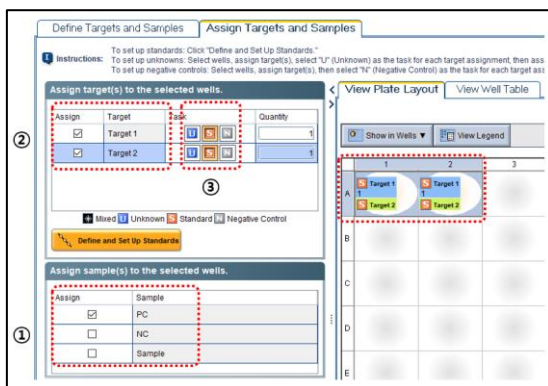 Define Targets and Samples
Assign Targets and Samples
Instructions:
To set up standards: Click "Define and Set Up Standards."
To set up unknowns: Select wells, assign target(s), select "U" (Unknown) as the task for each target assignment, then ass
To set up negative controls: Select wells, assign target(s), then select "N" (Negative Control) as the task for each target ass
Assign target(s) to the selected wells.
Assign Target Task Quantity
②
Target 1 U S N 1
Target 2 U S N 1
③
Mixed U Unknown S Standard N Negative Control
Define and Set Up Standards
Assign sample(s) to the selected wells.
Assign Sample
①
PC
NC
Sample
View Plate Layout
View Well Table
Show in Wells ▼
View Legend
1 2 3
A
S Target 1 S Target 1
1 1
S Target 2 S Target 2
B
C
D
E